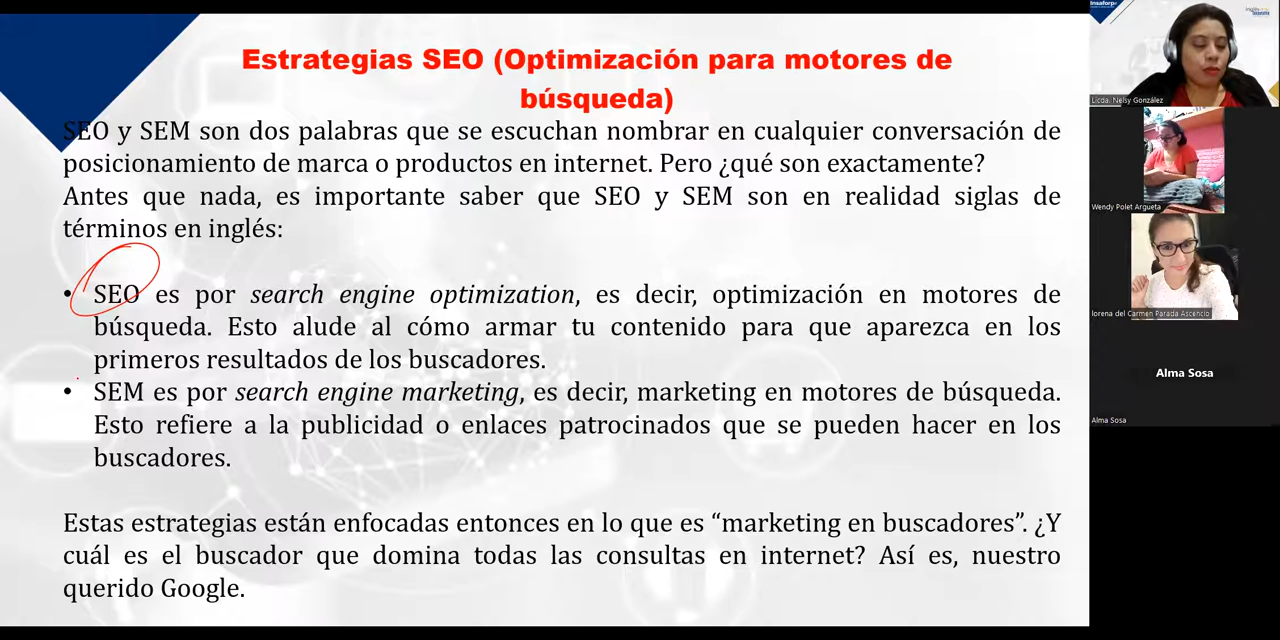 Estrategias SEO (Optimización para motores de
búsqueda)
SEO y SEM son dos palabras que se escuchan nombrar en cualquier conversación de
posicionamiento de marca o productos en internet. Pero ¿qué son exactamente?
Antes que nada, es importante saber que SEO y SEM son en realidad siglas de
términos en inglés:
• SEO es por search engine optimization, es decir, optimización en motores de
búsqueda. Esto alude al cómo armar tu contenido para que aparezca en los
primeros resultados de los buscadores.
• SEM es por search engine marketing, es decir, marketing en motores de búsqueda.
Esto refiere a la publicidad o enlaces patrocinados que se pueden hacer en los
buscadores.
Estas estrategias están enfocadas entonces en lo que es “marketing en buscadores”. ¿Y
cuál es el buscador que domina todas las consultas en internet? Así es, nuestro
querido Google.
Insaforp
Licda. Nelsy González
Wendy Polet Argueta
lorena del Carmen Parada Ascencio
Alma Sosa
Alma Sosa